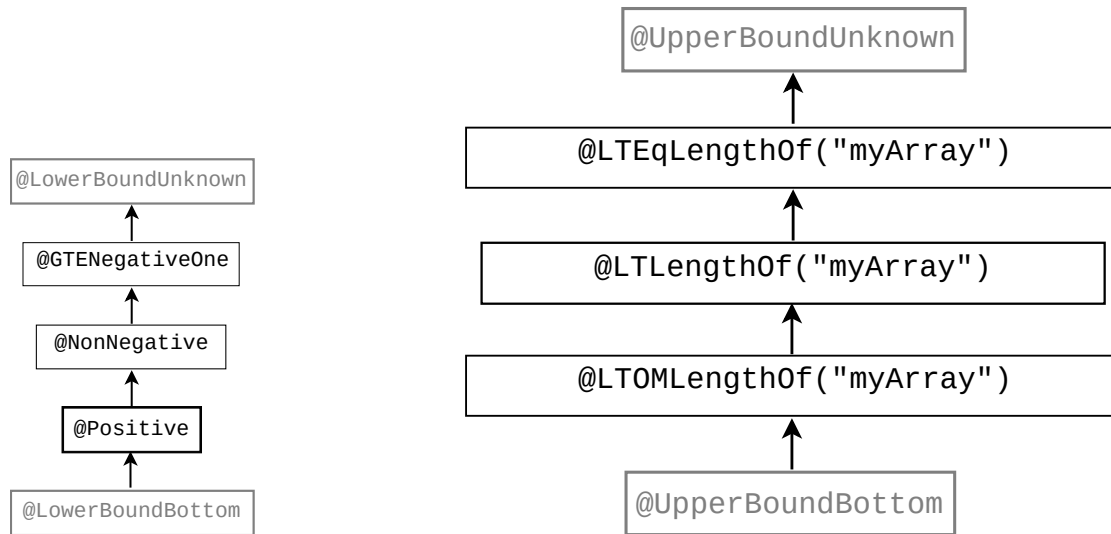 @LowerBoundUnknown
@GTENegativeOne
@NonNegative
@Positive
@LowerBoundBottom
@UpperBoundUnknown
@LTEqLengthOf("myArray")
@LTLengthOf("myArray")
@LTOMLengthOf("myArray")
@UpperBoundBottom